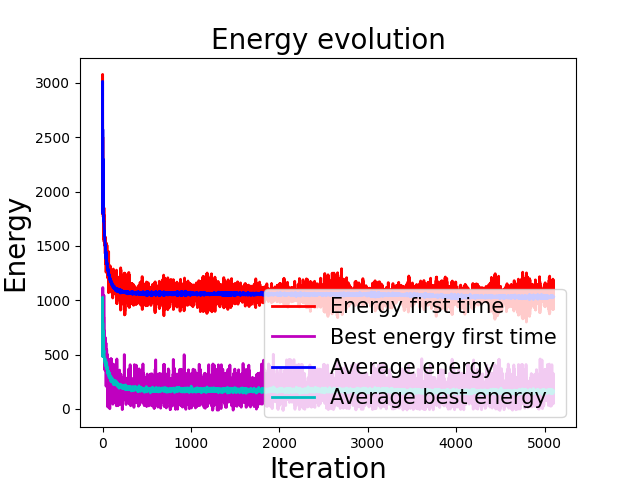 Energy evolution
3000
2500
2000
1500
1000
500
0
Energy
Energy first time
Best energy first time
Average energy
Average best energy
0 1000 2000 3000 4000 5000
Iteration